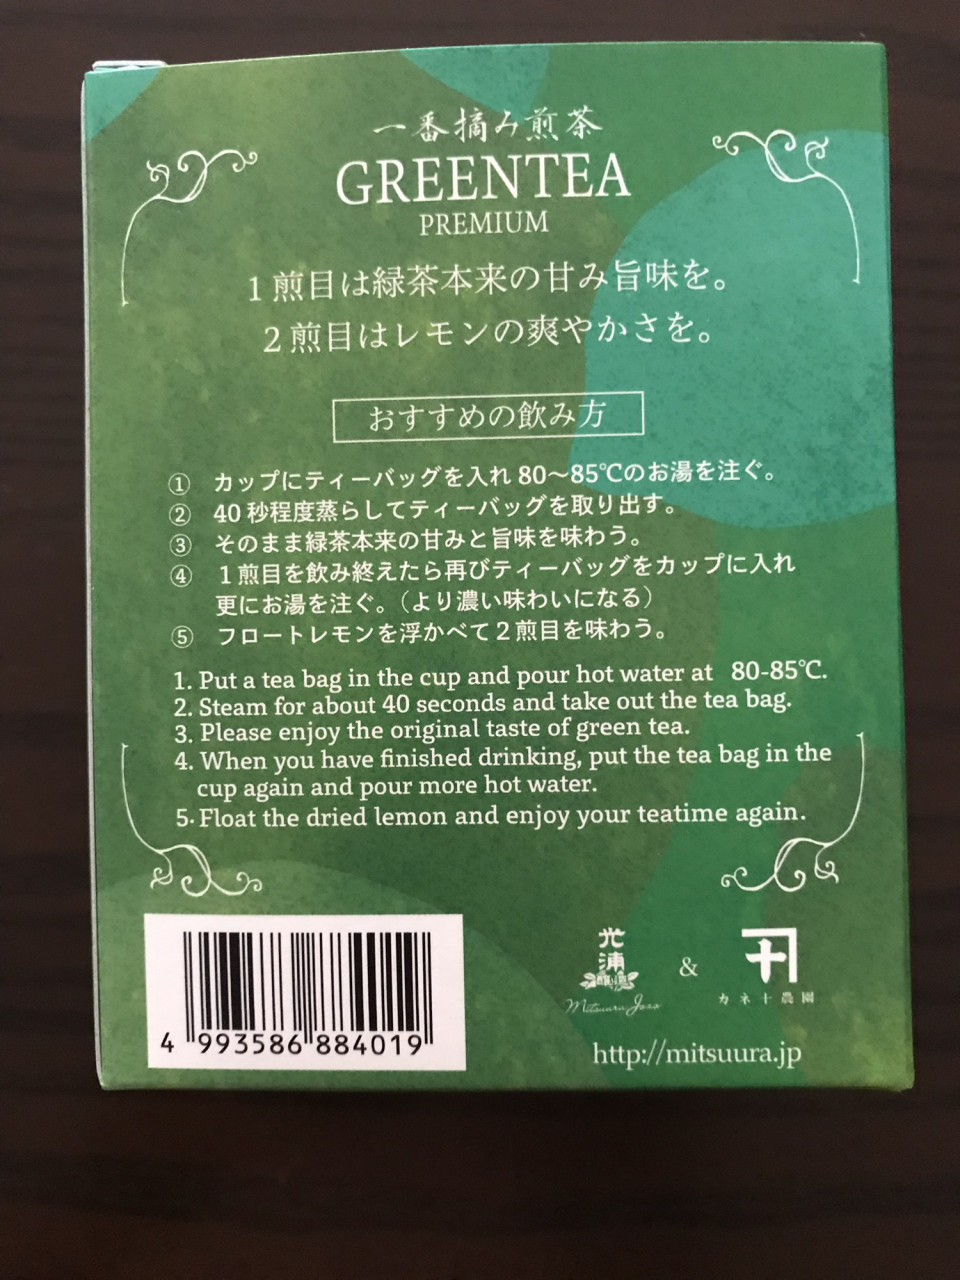 一番摘み煎茶
GREENTEA
PREMIUM
1煎目は緑茶本来の甘み旨味を。
2煎目はレモンの爽やかさを。
おすすめの飲み方
① カップにティーバッグを入れ 80~85℃のお湯を注ぐ。
② 40 秒程度蒸らしてティーバッグを取り出す。
③ そのまま緑茶本来の甘みと旨味を味わう。
④ 1煎目を飲み終えたら再びティーバッグをカップに入れ
更にお湯を注ぐ。（より濃い味わいになる）
⑤ フロートレモンを浮かべて2煎目を味わう。
1. Put a tea bag in the cup and pour hot water at 80-85℃.
2. Steam for about 40 seconds and take out the tea bag.
3. Please enjoy the original taste of green tea.
4. When you have finished drinking, put the tea bag in the
cup again and pour more hot water.
5. Float the dried lemon and enjoy your teatime again.
4 993586 884019
光浦
Mitsuura Jozo
&
カネ十農園
http://mitsuura.jp